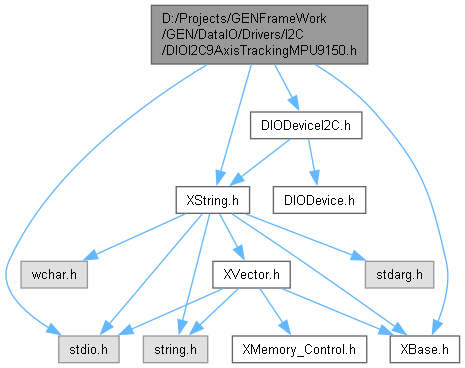 D:/Projects/GENFrameWork
/GEN/DataIO/Drivers/I2C
/DIOI2C9AxisTrackingMPU9150.h
DIODeviceI2C.h
XString.h
DIODevice.h
wchar.h
XVector.h
stdarg.h
stdio.h
string.h
XMemory_Control.h
XBase.h